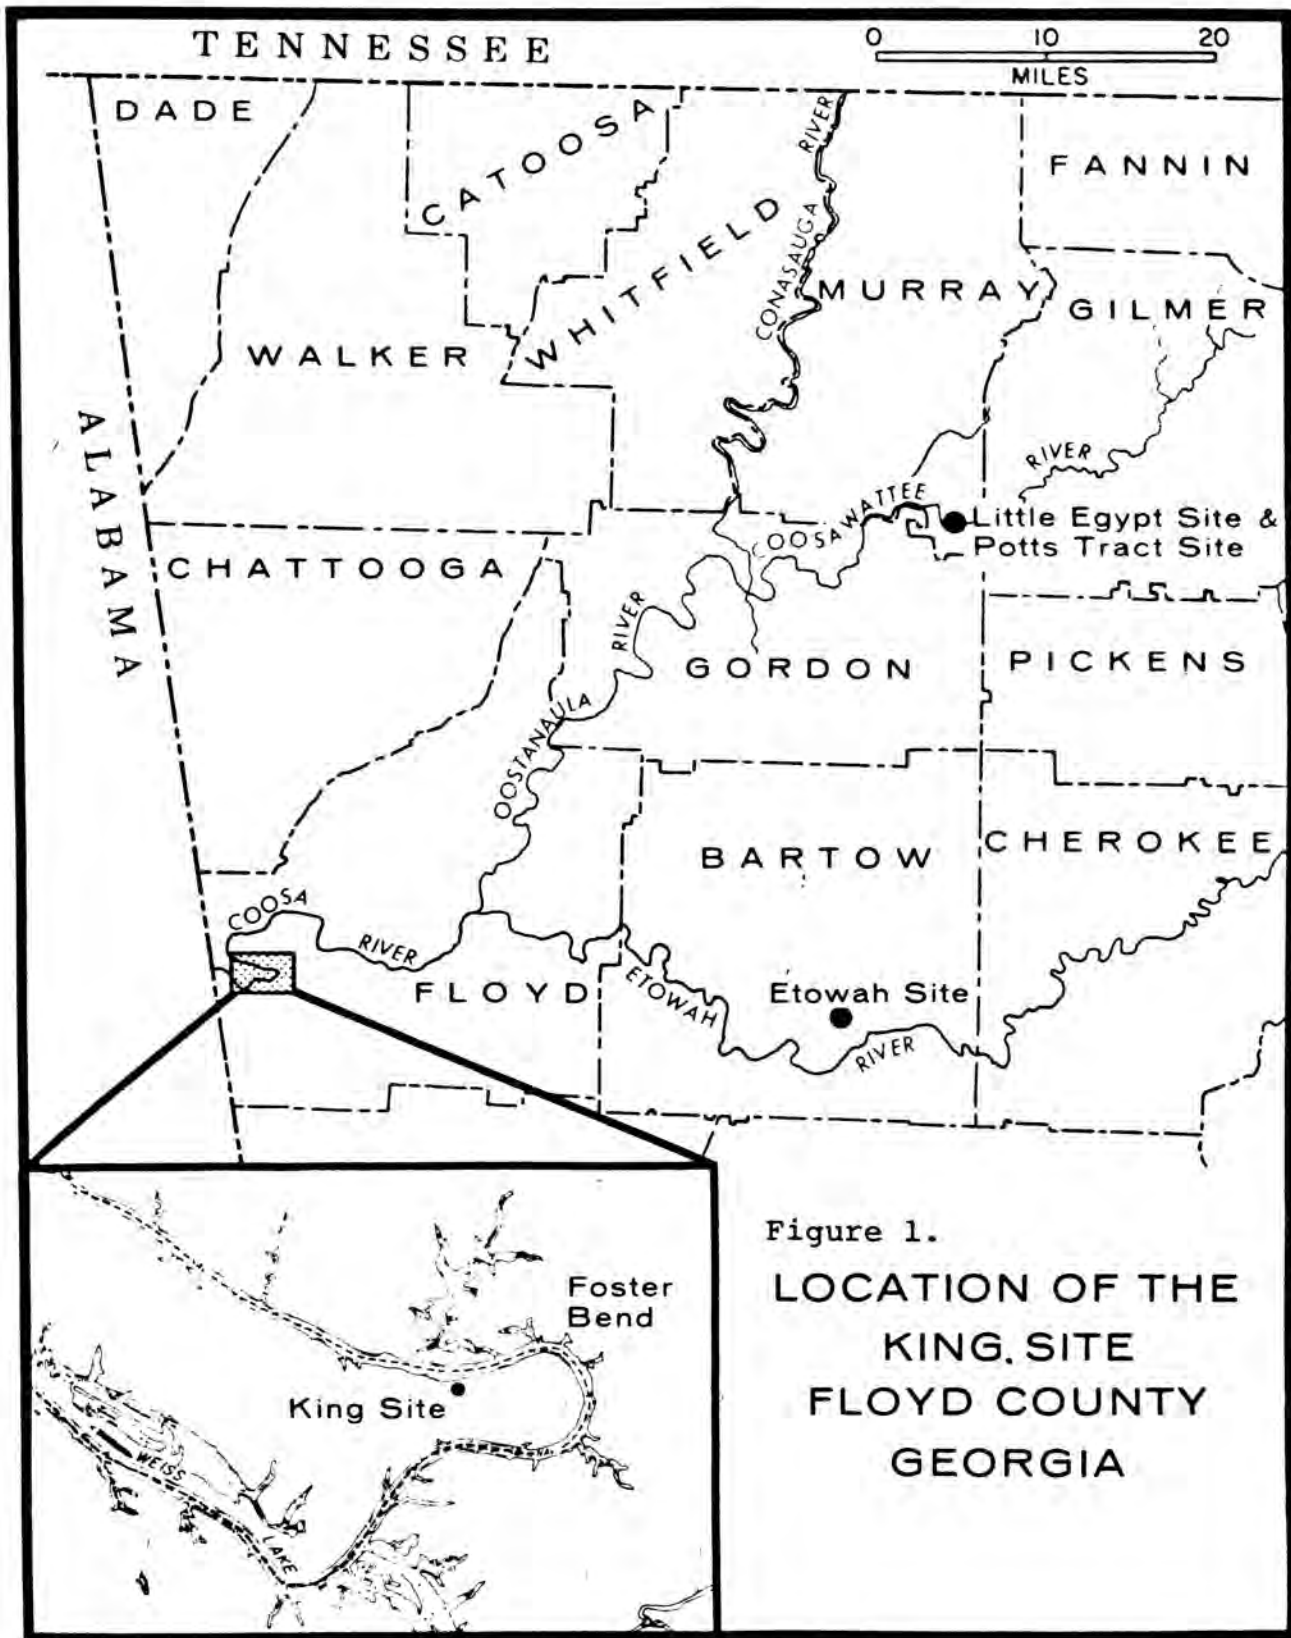 TENNESSEE
0 10 20
MILES
DADE
CATOOSA
WHITFIELD
CONASAUGA RIVER
FANNIN
MURRAY
GILMER
WALKER
ALABAMA
RIVER
COOSAWATTEE
Little Egypt Site &
Potts Tract Site
CHATTOOGA
OOSTANAULA RIVER
GORDON
PICKENS
BARTOW
CHEROKEE
COOSA RIVER
FLOYD
ETOWAH RIVER
Etowah Site
Foster
Bend
King Site
WEISS LAKE
Figure 1.
LOCATION OF THE
KING. SITE
FLOYD COUNTY
GEORGIA